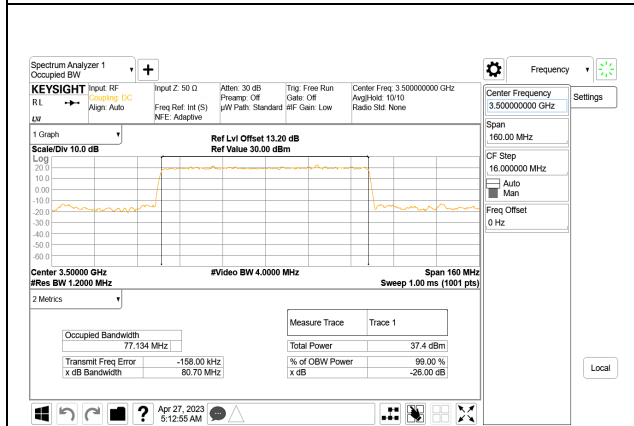 Spectrum Analyzer 1
Occupied BW
Frequency
KEYSIGHT
RL
Input: RF
Coupling: DC
Align: Auto
Input Z: 50 Ω
Freq Ref: Int (S)
NFE: Adaptive
Atten: 30 dB
Preamp: Off
µW Path: Standard
Trig: Free Run
Gate: Off
#IF Gain: Low
Center Freq: 3.500000000 GHz
Avg|Hold: 10/10
Radio Std: None
LXI
Center Frequency
3.500000000 GHz
Settings
Span
160.00 MHz
CF Step
16.000000 MHz
Auto
Man
Freq Offset
0 Hz
Local
1 Graph
Scale/Div 10.0 dB
Ref Lvl Offset 13.20 dB
Ref Value 30.00 dBm
Log
20.0
10.0
0.00
-10.0
-20.0
-30.0
-40.0
-50.0
-60.0
Center 3.50000 GHz
#Video BW 4.0000 MHz
Span 160 MHz
#Res BW 1.2000 MHz
Sweep 1.00 ms (1001 pts)
2 Metrics
Measure Trace Trace 1
Occupied Bandwidth
77.134 MHz
Total Power 37.4 dBm
Transmit Freq Error -158.00 kHz
% of OBW Power 99.00 %
x dB Bandwidth 80.70 MHz
x dB -26.00 dB
Apr 27, 2023
5:12:55 AM